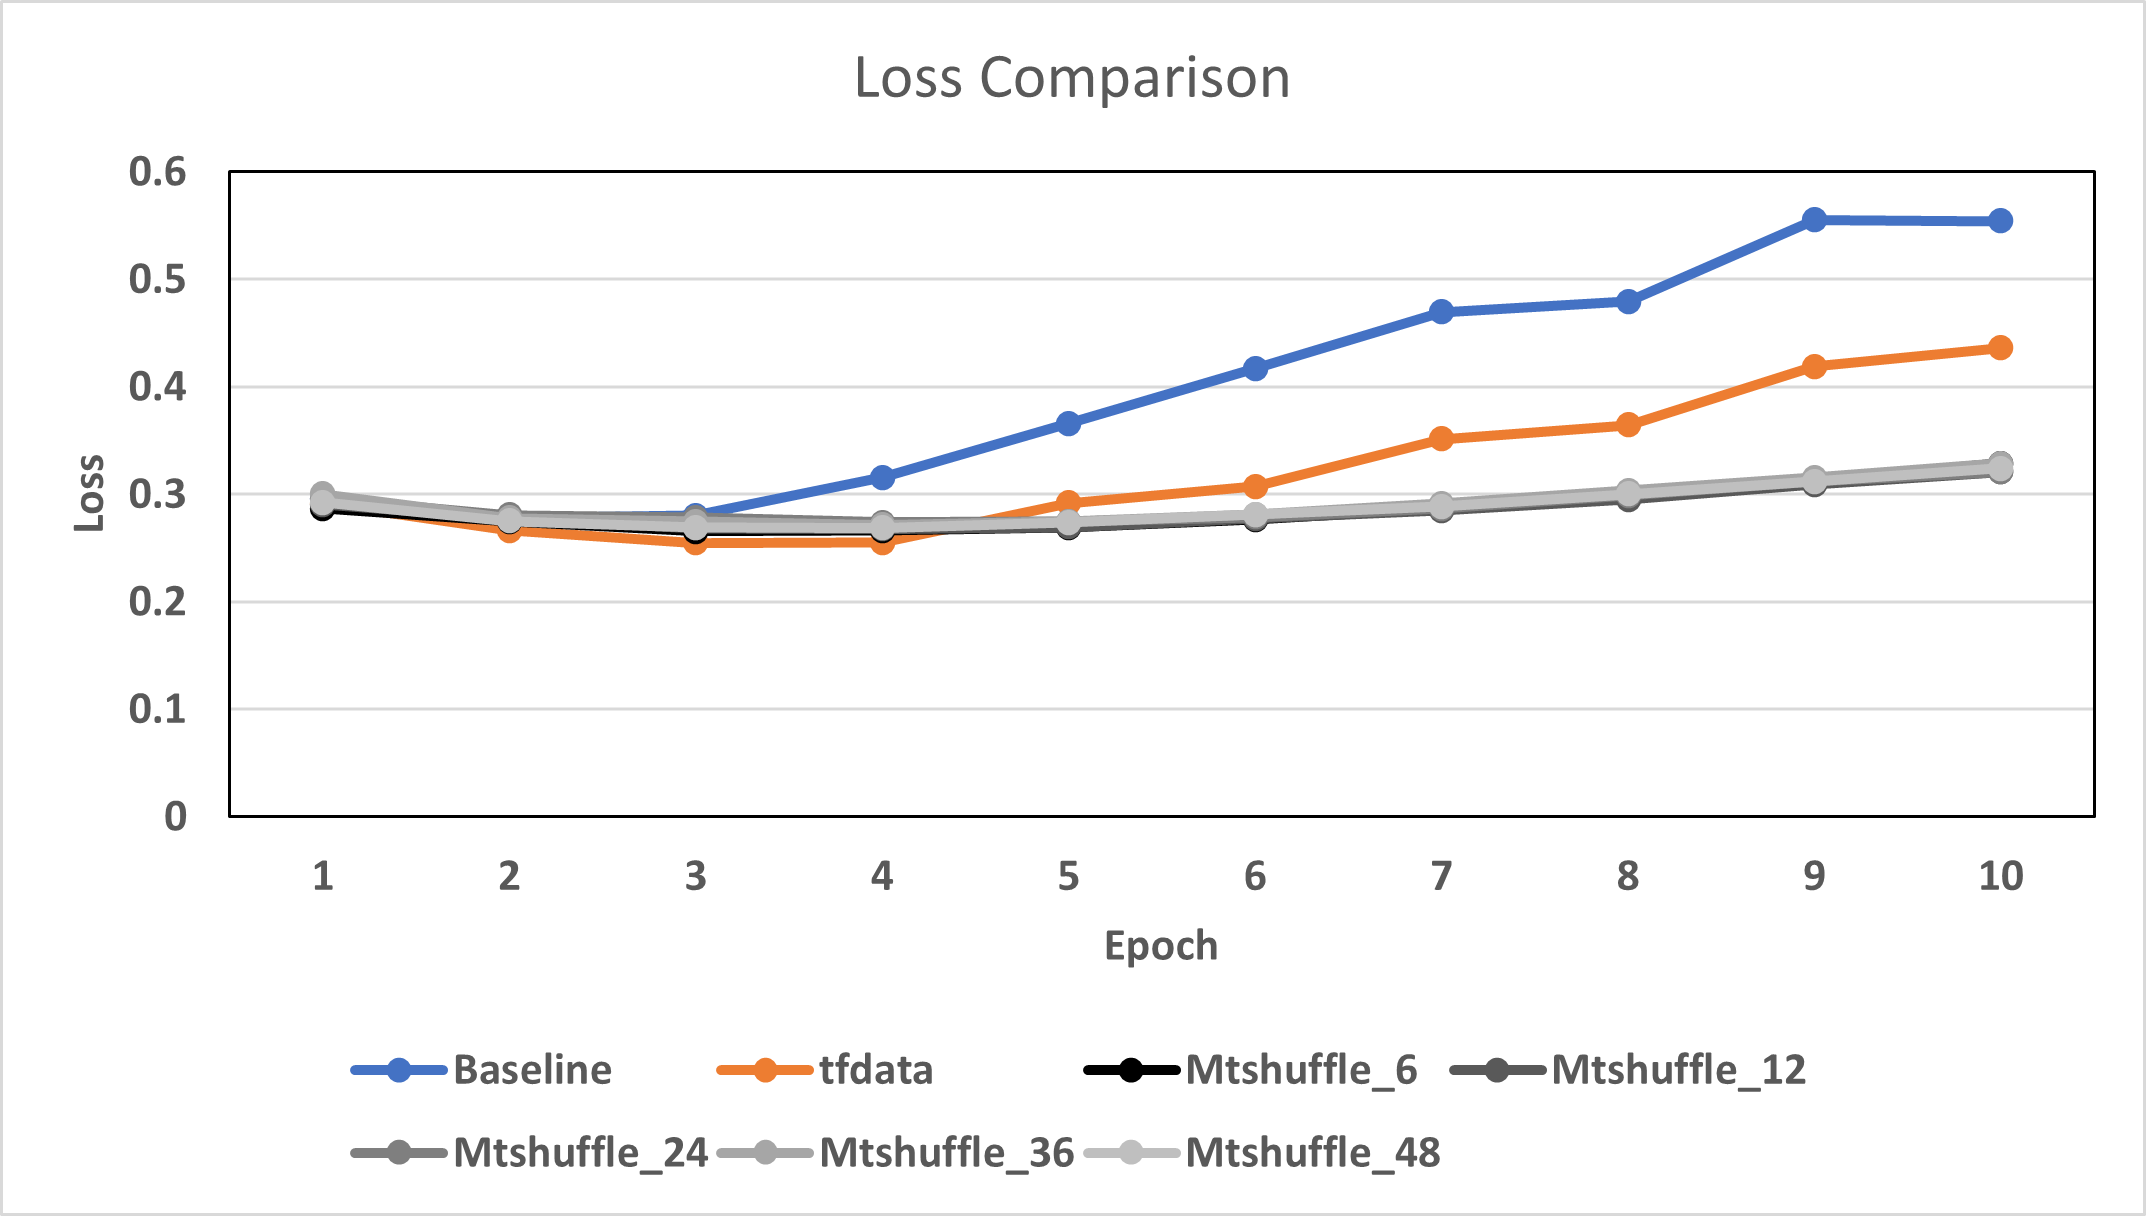 Loss Comparison
0.6
0.5
0.4
0.3
0.2
0.1
0
Loss
1 2 3 4 5 6 7 8 9 10
Epoch
Baseline tfdata Mtshuffle_6 Mtshuffle_12
Mtshuffle_24 Mtshuffle_36 Mtshuffle_48